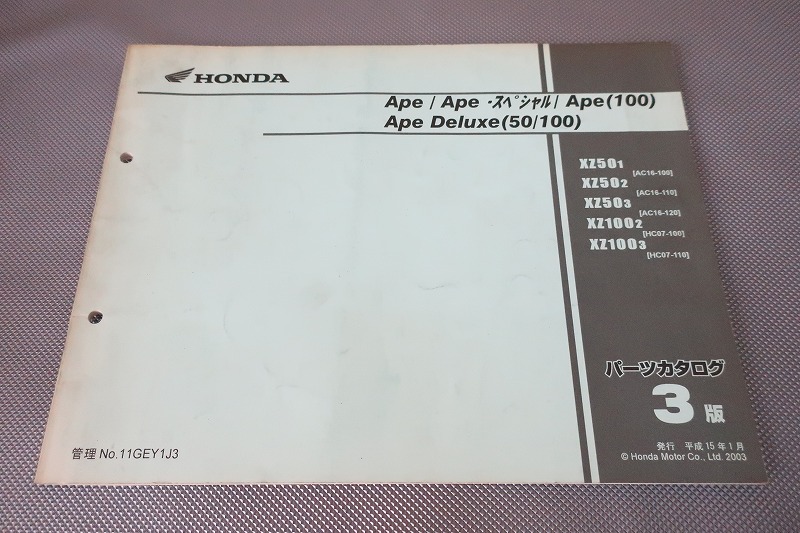 HONDA
Ape / Ape ・ｽﾍﾟｼｬﾙ / Ape(100)
Ape Deluxe(50/100)
XZ501
[AC16-100]
XZ502
[AC16-110]
XZ503
[AC16-120]
XZ1002
[HC07-100]
XZ1003
[HC07-110]
パーツカタログ
3版
発行 平成15年1月
© Honda Motor Co., Ltd. 2003
管理 No.11GEY1J3